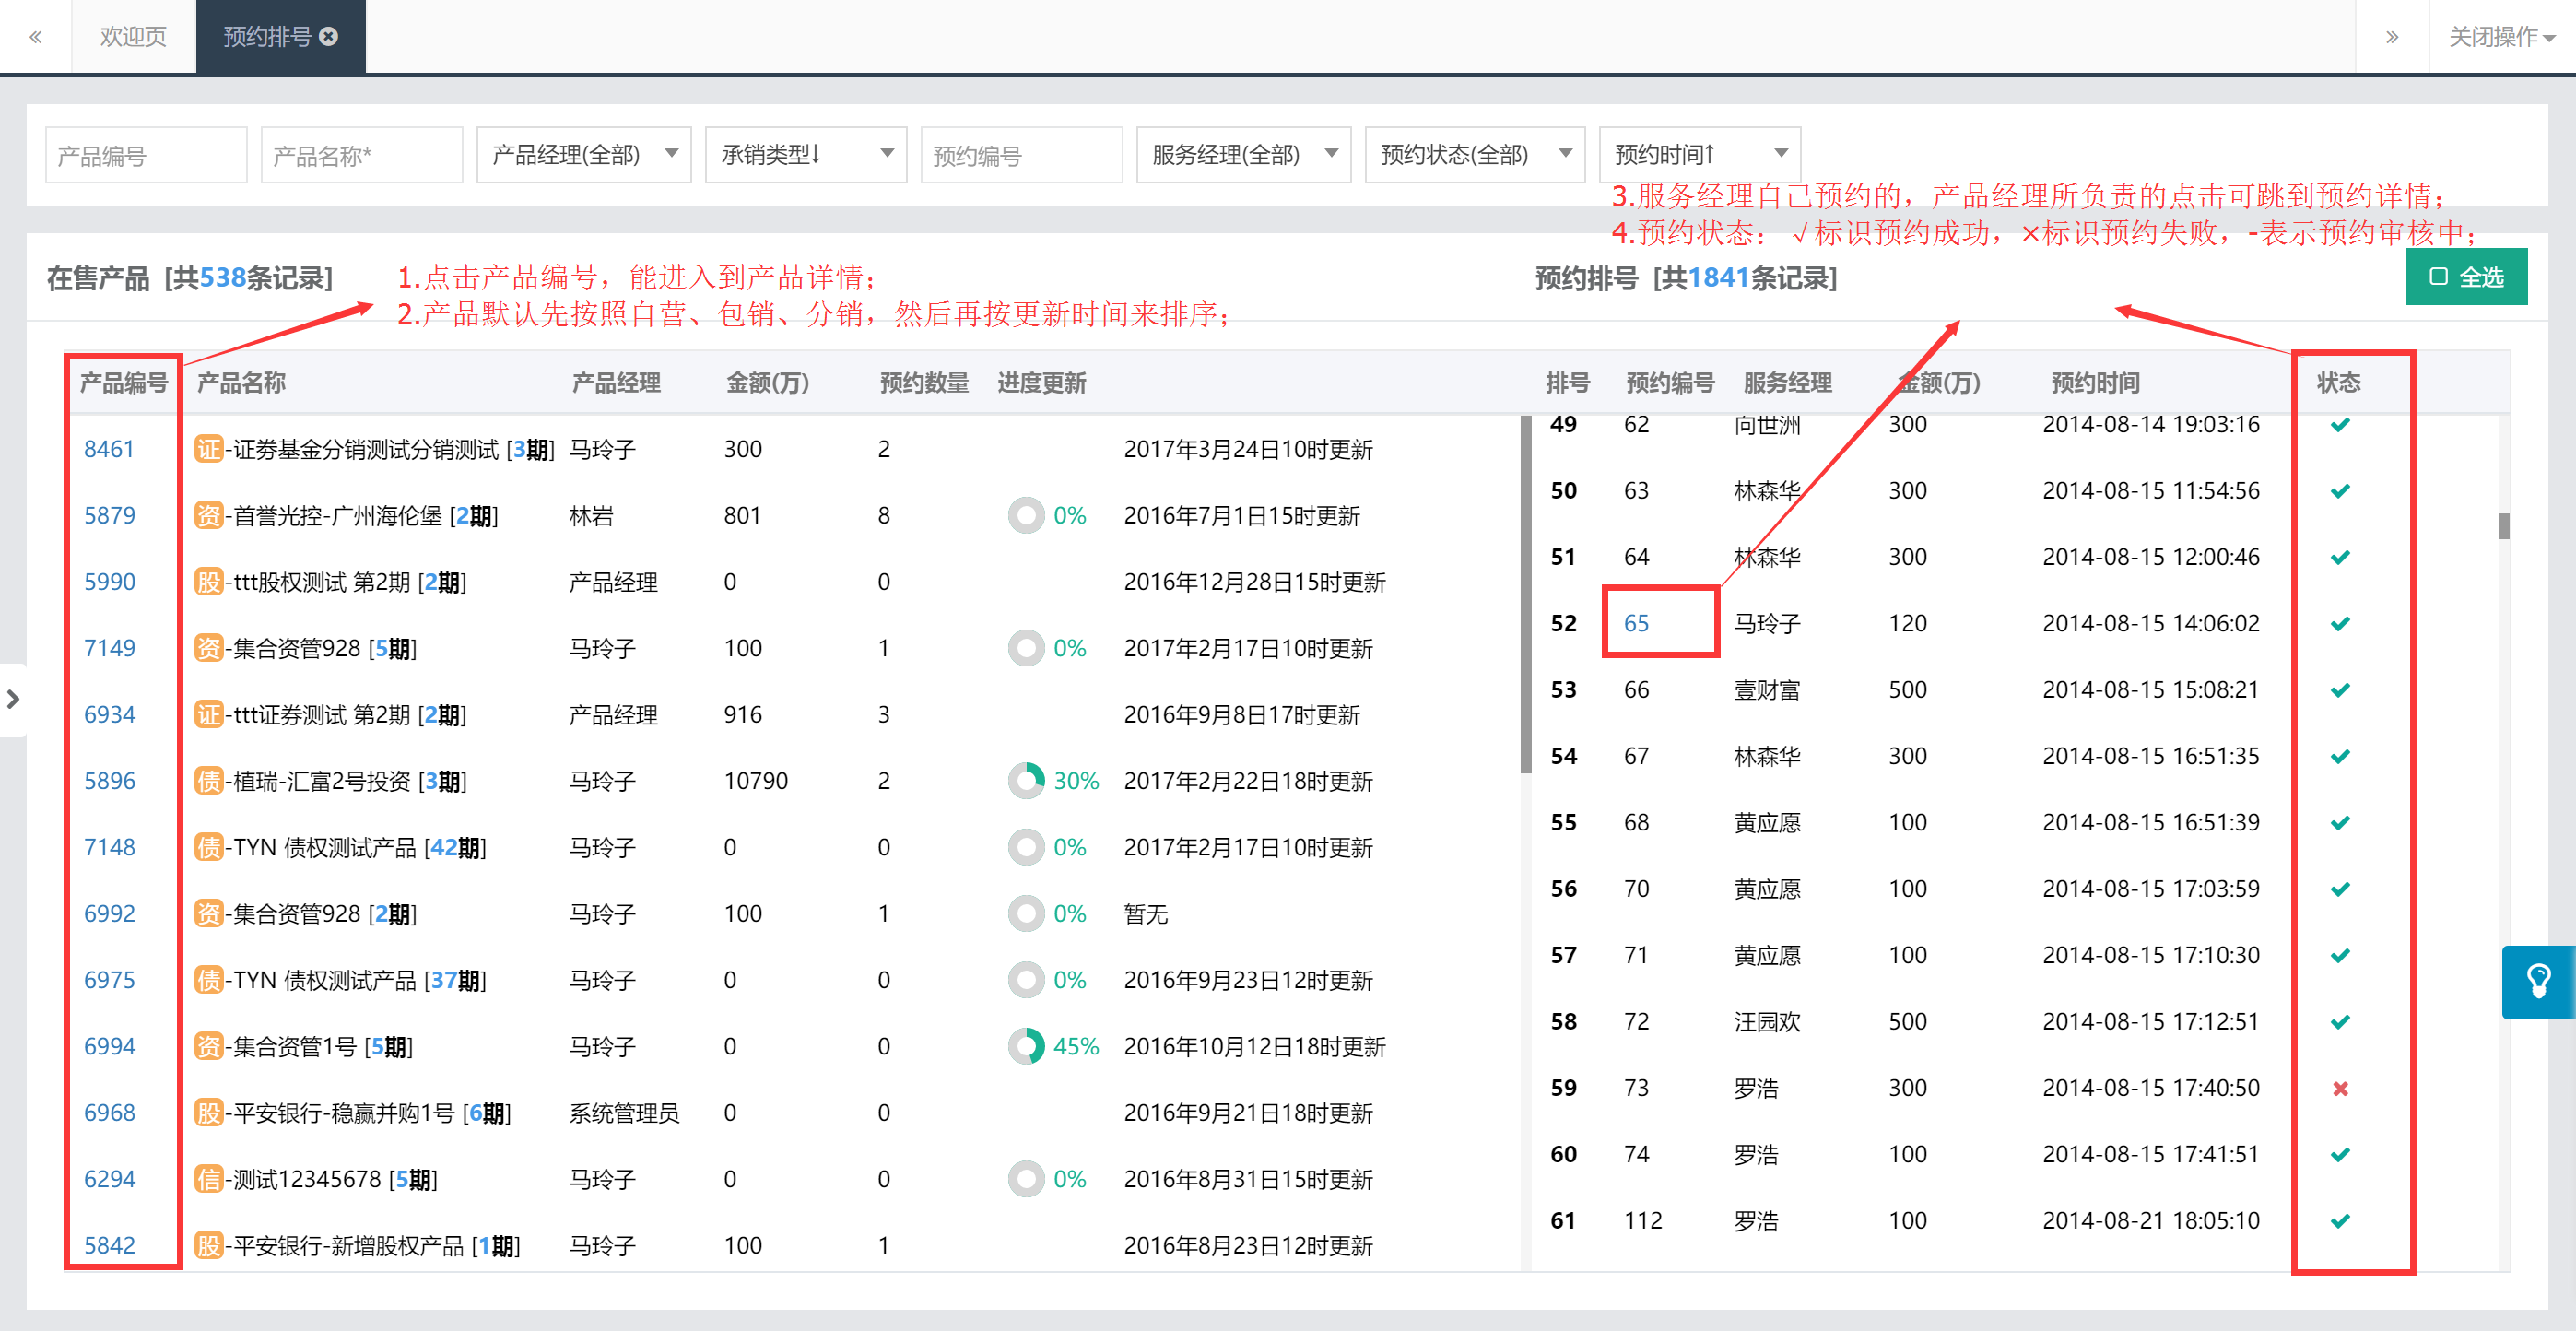 « 欢迎页 预约排号 » 关闭操作
产品编号 产品名称* 产品经理(全部) 承销类型↓ 预约编号 服务经理(全部) 预约状态(全部) 预约时间↑
3.服务经理自己预约的，产品经理所负责的点击可跳到预约详情；
4.预约状态：√标识预约成功，×标识预约失败，-表示预约审核中；
在售产品 [共538条记录]
1.点击产品编号，能进入到产品详情；
2.产品默认先按照自营、包销、分销，然后再按更新时间来排序；
预约排号 [共1841条记录] 全选
产品编号 产品名称 产品经理 金额(万) 预约数量 进度更新
8461 证-证券基金分销测试分销测试 [3期] 马玲子 300 2 2017年3月24日10时更新
5879 资-首誉光控-广州海伦堡 [2期] 林岩 801 8 0% 2016年7月1日15时更新
5990 股-ttt股权测试 第2期 [2期] 产品经理 0 0 2016年12月28日15时更新
7149 资-集合资管928 [5期] 马玲子 100 1 0% 2017年2月17日10时更新
6934 证-ttt证券测试 第2期 [2期] 产品经理 916 3 2016年9月8日17时更新
5896 债-植瑞-汇富2号投资 [3期] 马玲子 10790 2 30% 2017年2月22日18时更新
7148 债-TYN 债权测试产品 [42期] 马玲子 0 0 0% 2017年2月17日10时更新
6992 资-集合资管928 [2期] 马玲子 100 1 0% 暂无
6975 债-TYN 债权测试产品 [37期] 马玲子 0 0 0% 2016年9月23日12时更新
6994 资-集合资管1号 [5期] 马玲子 0 0 45% 2016年10月12日18时更新
6968 股-平安银行-稳赢并购1号 [6期] 系统管理员 0 0 2016年9月21日18时更新
6294 信-测试12345678 [5期] 马玲子 0 0 0% 2016年8月31日15时更新
5842 股-平安银行-新增股权产品 [1期] 马玲子 100 1 2016年8月23日12时更新
排号 预约编号 服务经理 金额(万) 预约时间 状态
49 62 向世洲 300 2014-08-14 19:03:16
50 63 林森华 300 2014-08-15 11:54:56
51 64 林森华 300 2014-08-15 12:00:46
52 65 马玲子 120 2014-08-15 14:06:02
53 66 壹财富 500 2014-08-15 15:08:21
54 67 林森华 300 2014-08-15 16:51:35
55 68 黄应愿 100 2014-08-15 16:51:39
56 70 黄应愿 100 2014-08-15 17:03:59
57 71 黄应愿 100 2014-08-15 17:10:30
58 72 汪园欢 500 2014-08-15 17:12:51
59 73 罗浩 300 2014-08-15 17:40:50
60 74 罗浩 100 2014-08-15 17:41:51
61 112 罗浩 100 2014-08-21 18:05:10